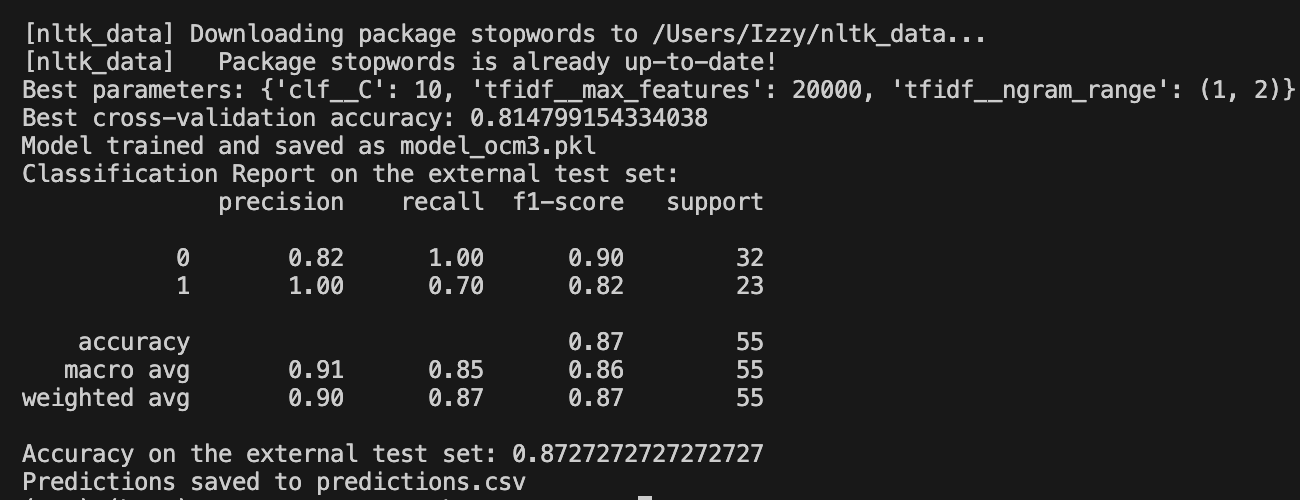 [nltk_data] Downloading package stopwords to /Users/Izzy/nltk_data...
[nltk_data]   Package stopwords is already up-to-date!
Best parameters: {'clf__C': 10, 'tfidf__max_features': 20000, 'tfidf__ngram_range': (1, 2)}
Best cross-validation accuracy: 0.814799154334038
Model trained and saved as model_ocm3.pkl
Classification Report on the external test set:
              precision    recall  f1-score   support

           0       0.82      1.00      0.90        32
           1       1.00      0.70      0.82        23

    accuracy                           0.87        55
   macro avg       0.91      0.85      0.86        55
weighted avg       0.90      0.87      0.87        55

Accuracy on the external test set: 0.8727272727272727
Predictions saved to predictions.csv